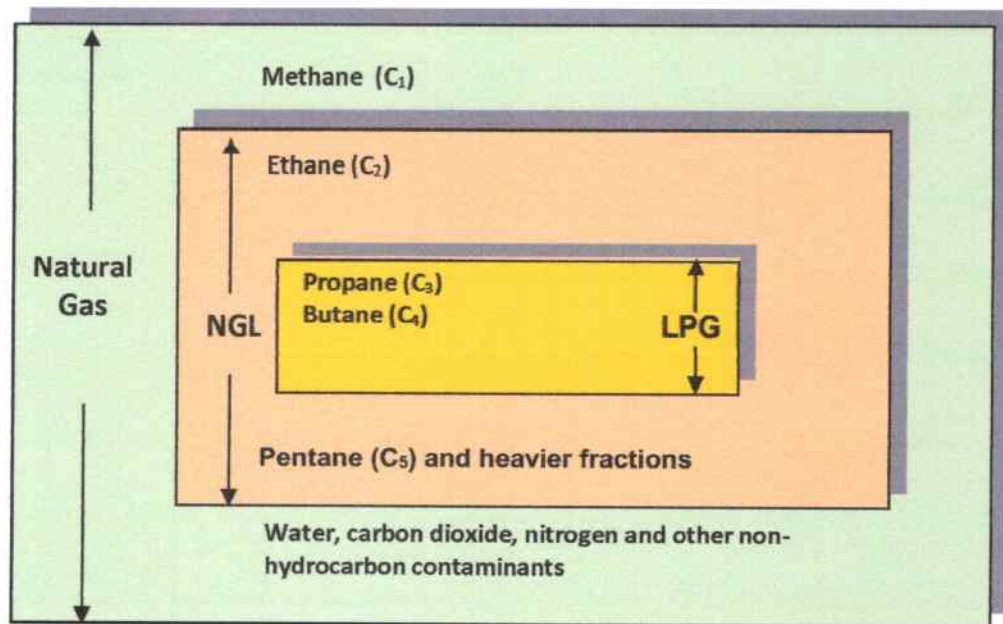 Methane (C₁)
Ethane (C₂)
Natural
Gas
Propane (C₃)
Butane (C₄)
NGL
LPG
Pentane (C₅) and heavier fractions
Water, carbon dioxide, nitrogen and other non-
hydrocarbon contaminants